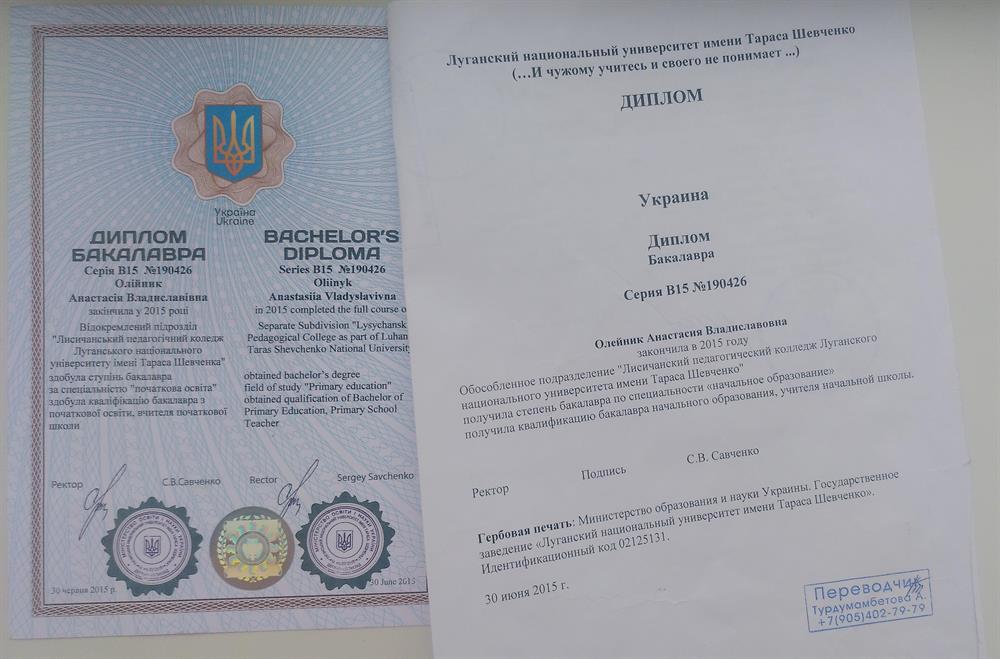 Україна
Ukraine
ДИПЛОМ
БАКАЛАВРА
Серія В15 №190426
Олійник
Анастасія Владиславівна
закінчила у 2015 році
Відокремлений підрозділ
"Лисичанський педагогічний коледж
Луганського національного
університету імені Тараса Шевченка"
здобула ступінь бакалавра
за спеціальністю "початкова освіта"
здобула кваліфікацію бакалавра з
початкової освіти, вчителя початкової
школи
Ректор
С.В.Савченко
30 червня 2015 р.
BACHELOR'S
DIPLOMA
Series B15 №190426
Oliinyk
Anastasiia Vladyslavivna
in 2015 completed the full course o
Separate Subdivision "Lysychansk
Pedagogical College as part of Luhan
Taras Shevchenko National University
obtained bachelor's degree
field of study "Primary education"
obtained qualification of Bachelor of
Primary Education, Primary School
Teacher
Rector
Sergey Savchenko
30 June 2015
Луганский национальный университет имени Тараса Шевченко
(…И чужому учитесь и своего не понимает ...)
ДИПЛОМ
Украина
Диплом
Бакалавра
Серия В15 №190426
Олейник Анастасия Владиславовна
закончила в 2015 году
Обособленное подразделение "Лисичанский педагогический колледж Луганского
национального университета имени Тараса Шевченко"
получила степень бакалавра по специальности «начальное образование»
получила квалификацию бакалавра начального образования, учителя начальной школы.
Ректор
Подпись
С.В. Савченко
Гербовая печать: Министерство образования и науки Украины. Государственное
заведение «Луганский национальный университет имени Тараса Шевченко».
Идентификационный код 02125131.
30 июня 2015 г.
Переводчик
Турдумамбетова А.
+7(905)402-79-79